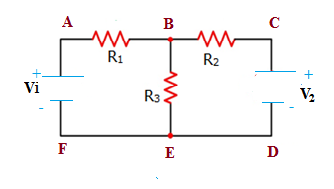 A B C
R1 R2
+ +
Vi R3 V2
- -
F E D